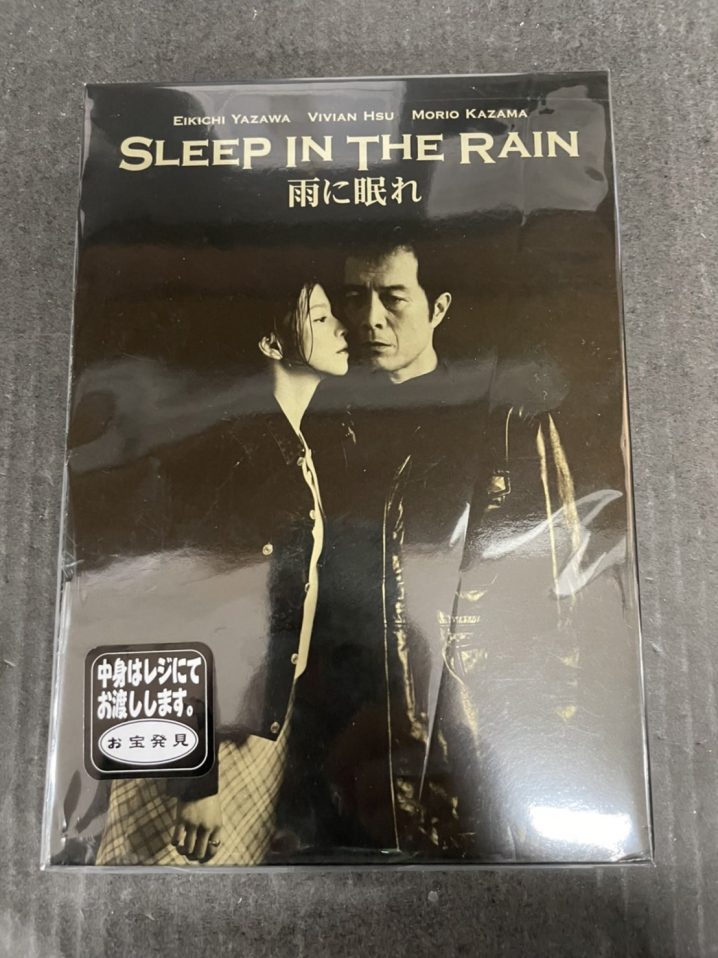 EIKICHI YAZAWA VIVIAN HSU MORIO KAZAMA
SLEEP IN THE RAIN
雨に眠れ
中身はレジにて
お渡しします。
お宝発見